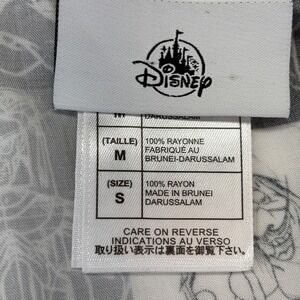 Disney
M
DARUSSALAM
(TAILLE) 100% RAYONNE
M FABRIQUÉ AU
BRUNEI-DARUSSALAM
(SIZE) 100% RAYON
S MADE IN BRUNEI
DARUSSALAM
CARE ON REVERSE
INDICATIONS AU VERSO
取り扱い表示は裏面を御覧下さい。